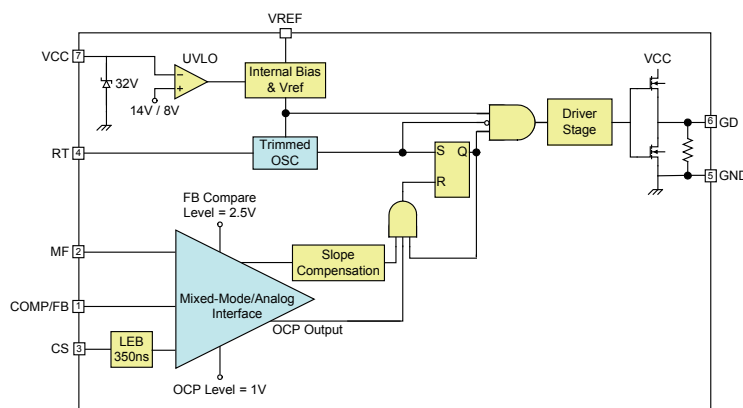 VREF
VCC
7
UVLO
32V
14V / 8V
Internal Bias
& Vref
VCC
Driver
Stage
6
GD
RT
4
Trimmed
OSC
S
Q
R
5
GND
FB Compare
Level = 2.5V
MF
2
Slope
Compensation
COMP/FB
1
Mixed-Mode/Analog
Interface
OCP Output
CS
3
LEB
350ns
OCP Level = 1V